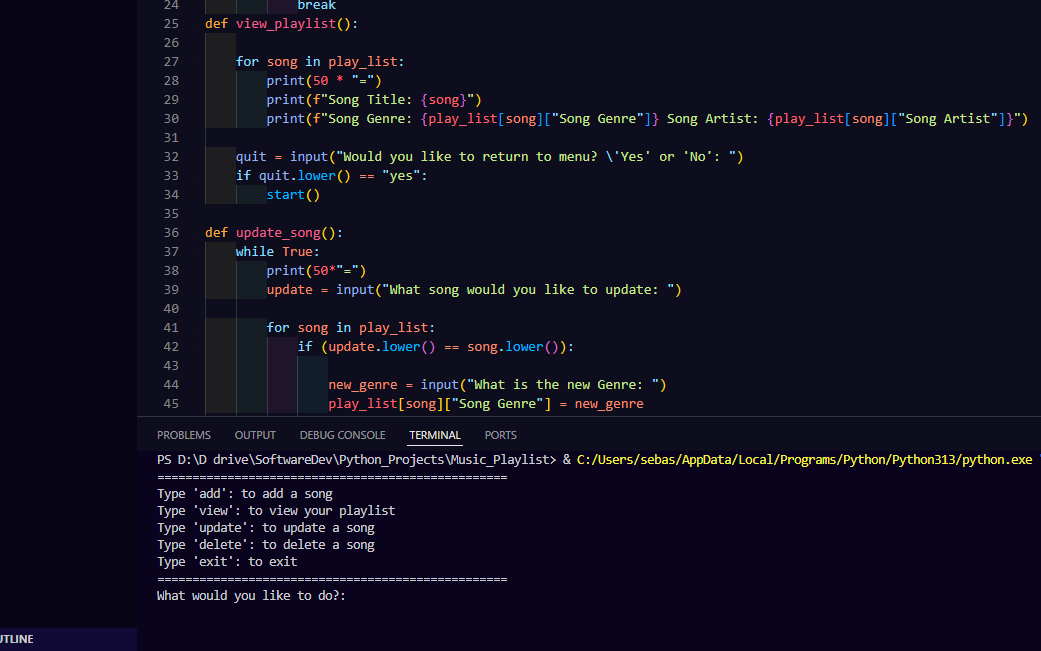 24 break
25 def view_playlist():
26
27 for song in play_list:
28 print(50 * "=")
29 print(f"Song Title: {song}")
30 print(f"Song Genre: {play_list[song]["Song Genre"]} Song Artist: {play_list[song]["Song Artist"]}")
31
32 quit = input("Would you like to return to menu? \'Yes' or 'No': ")
33 if quit.lower() == "yes":
34 start()
35
36 def update_song():
37 while True:
38 print(50*"=")
39 update = input("What song would you like to update: ")
40
41 for song in play_list:
42 if (update.lower() == song.lower()):
43
44 new_genre = input("What is the new Genre: ")
45 play_list[song]["Song Genre"] = new_genre
PROBLEMS OUTPUT DEBUG CONSOLE TERMINAL PORTS
PS D:\D drive\SoftwareDev\Python_Projects\Music_Playlist> & C:/Users/sebas/AppData/Local/Programs/Python/Python313/python.exe
==================================================
Type 'add': to add a song
Type 'view': to view your playlist
Type 'update': to update a song
Type 'delete': to delete a song
Type 'exit': to exit
==================================================
What would you like to do?:
UTLINE